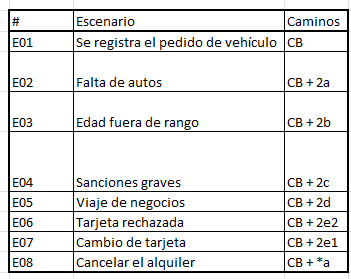 # Escenario Caminos
E01 Se registra el pedido de vehículo CB
E02 Falta de autos CB + 2a
E03 Edad fuera de rango CB + 2b
E04 Sanciones graves CB + 2c
E05 Viaje de negocios CB + 2d
E06 Tarjeta rechazada CB + 2e2
E07 Cambio de tarjeta CB + 2e1
E08 Cancelar el alquiler CB + *a